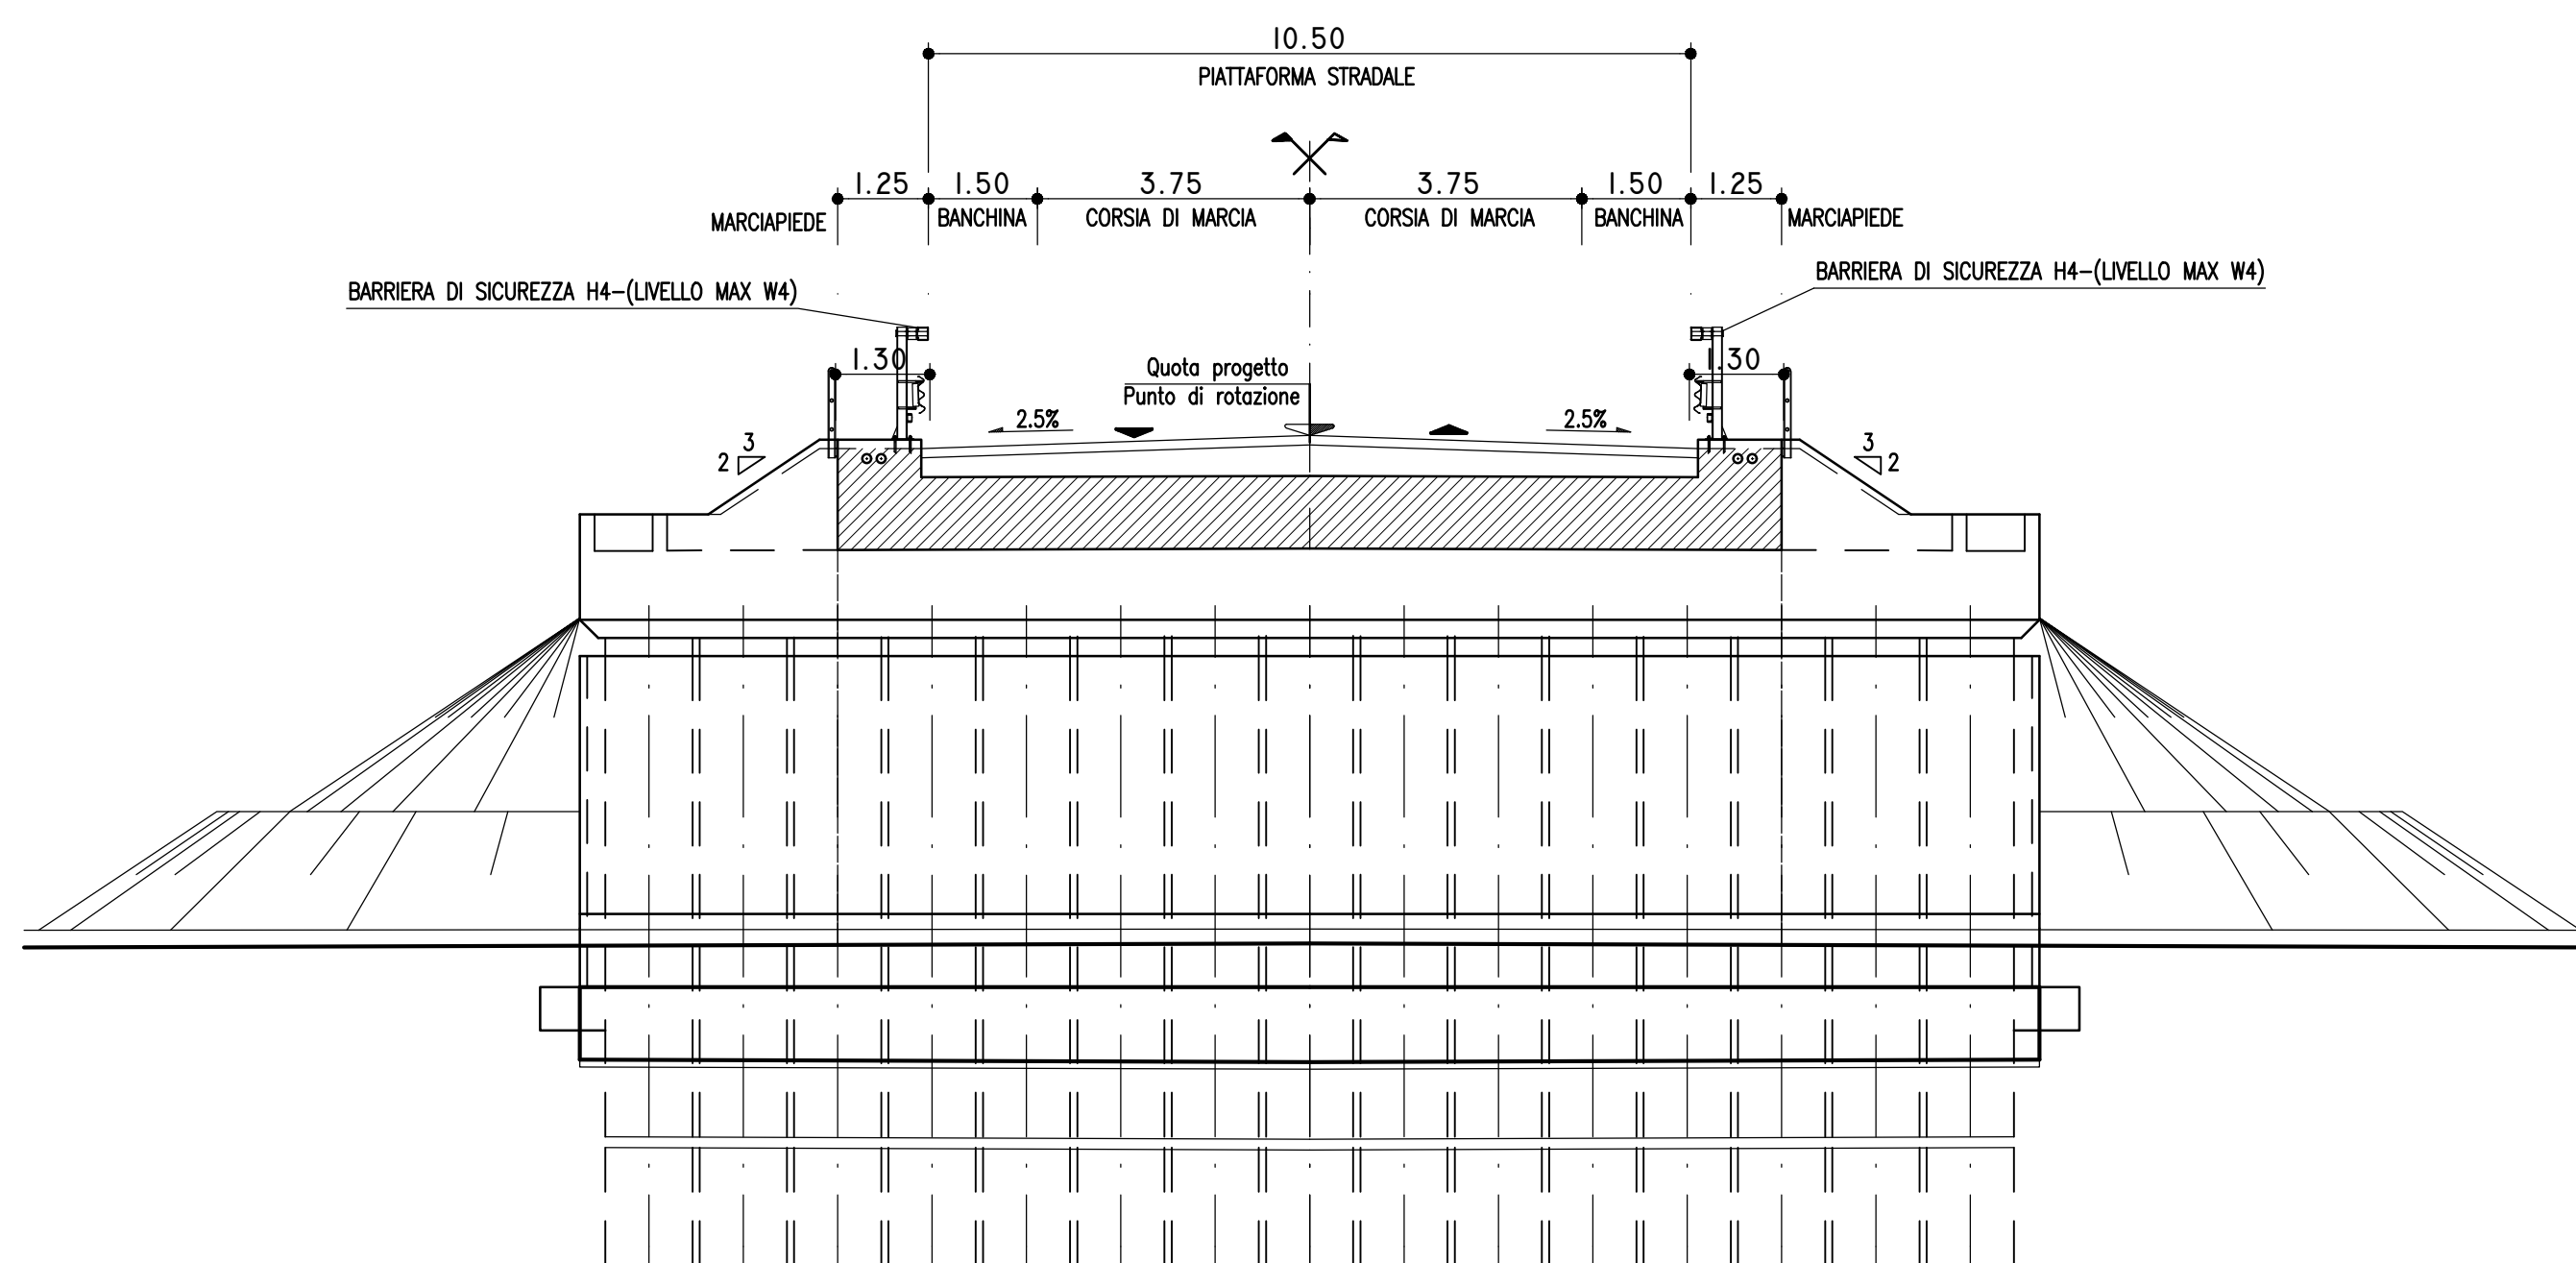 10.50
PIATTAFORMA STRADALE
1.25 1.50 3.75 3.75 1.50 1.25
MARCIAPIEDE BANCHINA CORSIA DI MARCIA CORSIA DI MARCIA BANCHINA MARCIAPIEDE
BARRIERA DI SICUREZZA H4-(LIVELLO MAX W4)
BARRIERA DI SICUREZZA H4-(LIVELLO MAX W4)
1.30
Quota progetto
Punto di rotazione
1.30
2.5%
2.5%
3
2
3
2